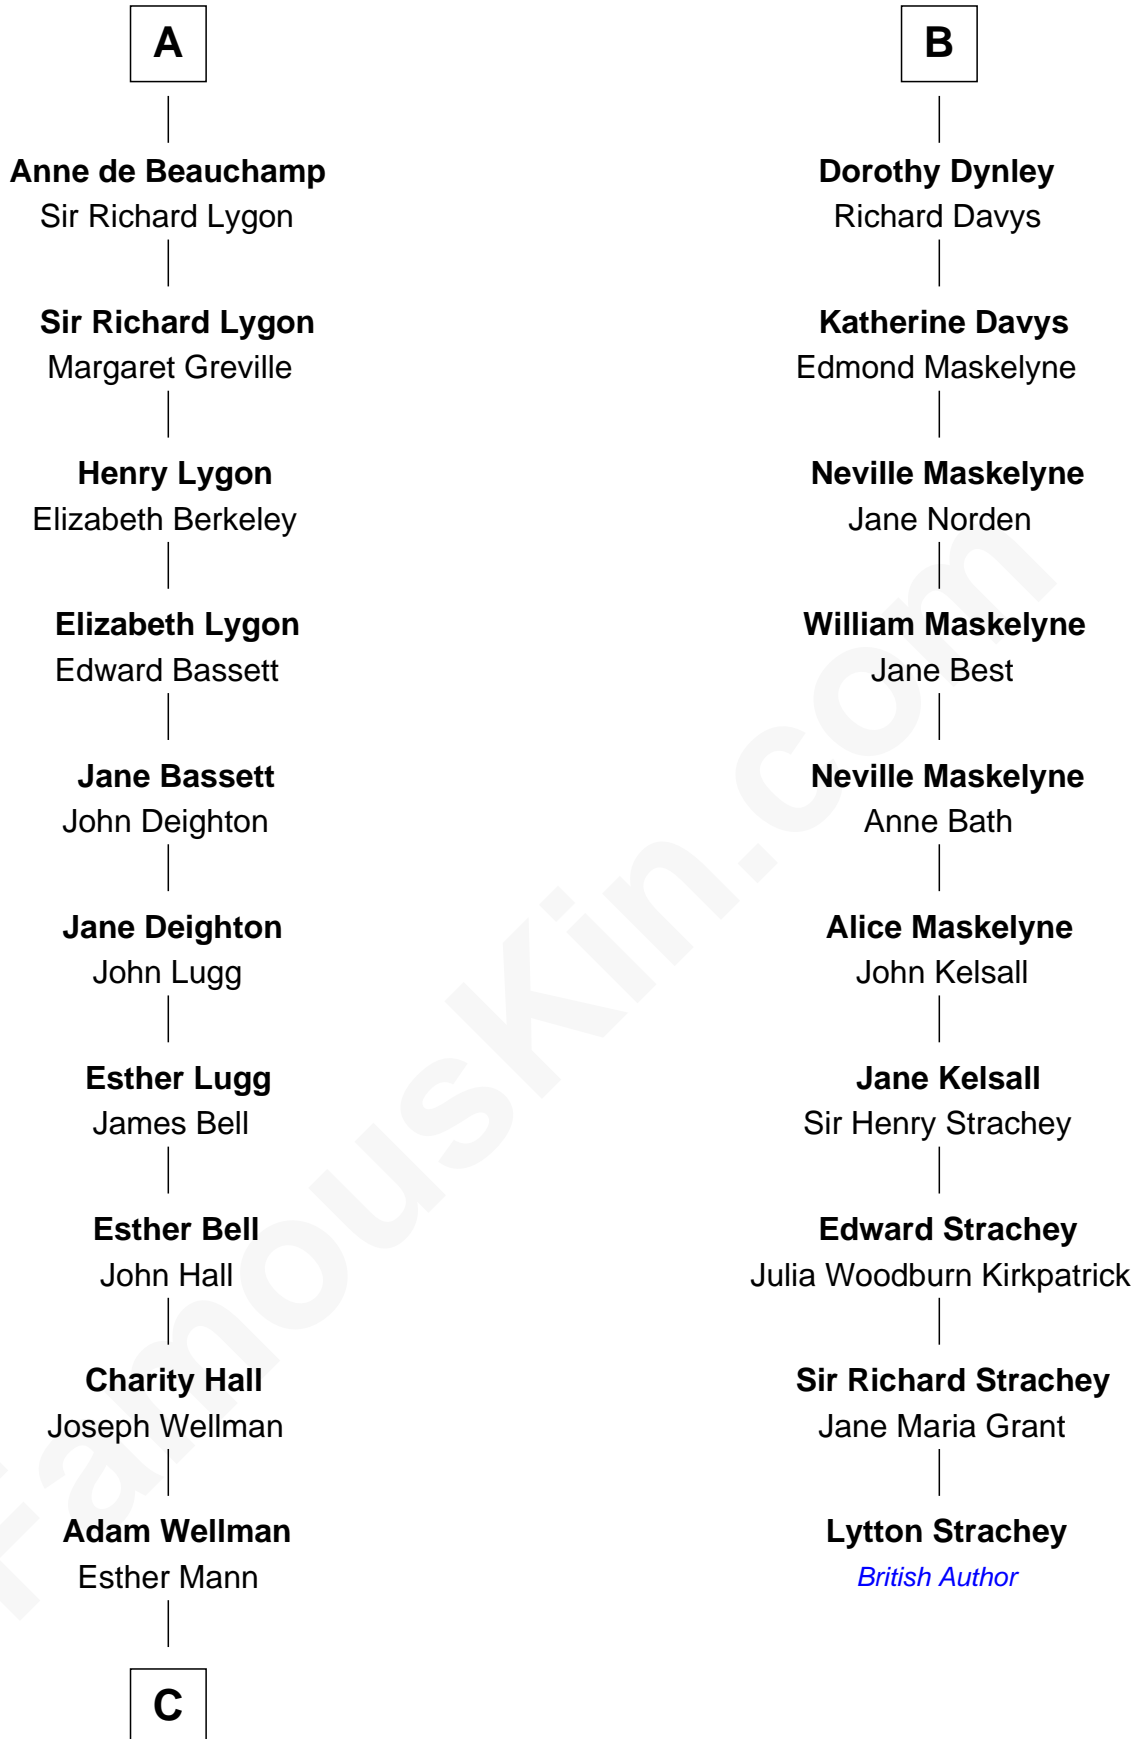 A
Anne de Beauchamp
Sir Richard Lygon
Sir Richard Lygon
Margaret Greville
Henry Lygon
Elizabeth Berkeley
Elizabeth Lygon
Edward Bassett
Jane Bassett
John Deighton
Jane Deighton
John Lugg
Esther Lugg
James Bell
Esther Bell
John Hall
Charity Hall
Joseph Wellman
Adam Wellman
Esther Mann
C
B
Dorothy Dynley
Richard Davys
Katherine Davys
Edmond Maskelyne
Neville Maskelyne
Jane Norden
William Maskelyne
Jane Best
Neville Maskelyne
Anne Bath
Alice Maskelyne
John Kelsall
Jane Kelsall
Sir Henry Strachey
Edward Strachey
Julia Woodburn Kirkpatrick
Sir Richard Strachey
Jane Maria Grant
Lytton Strachey
British Author
FamousKin.com